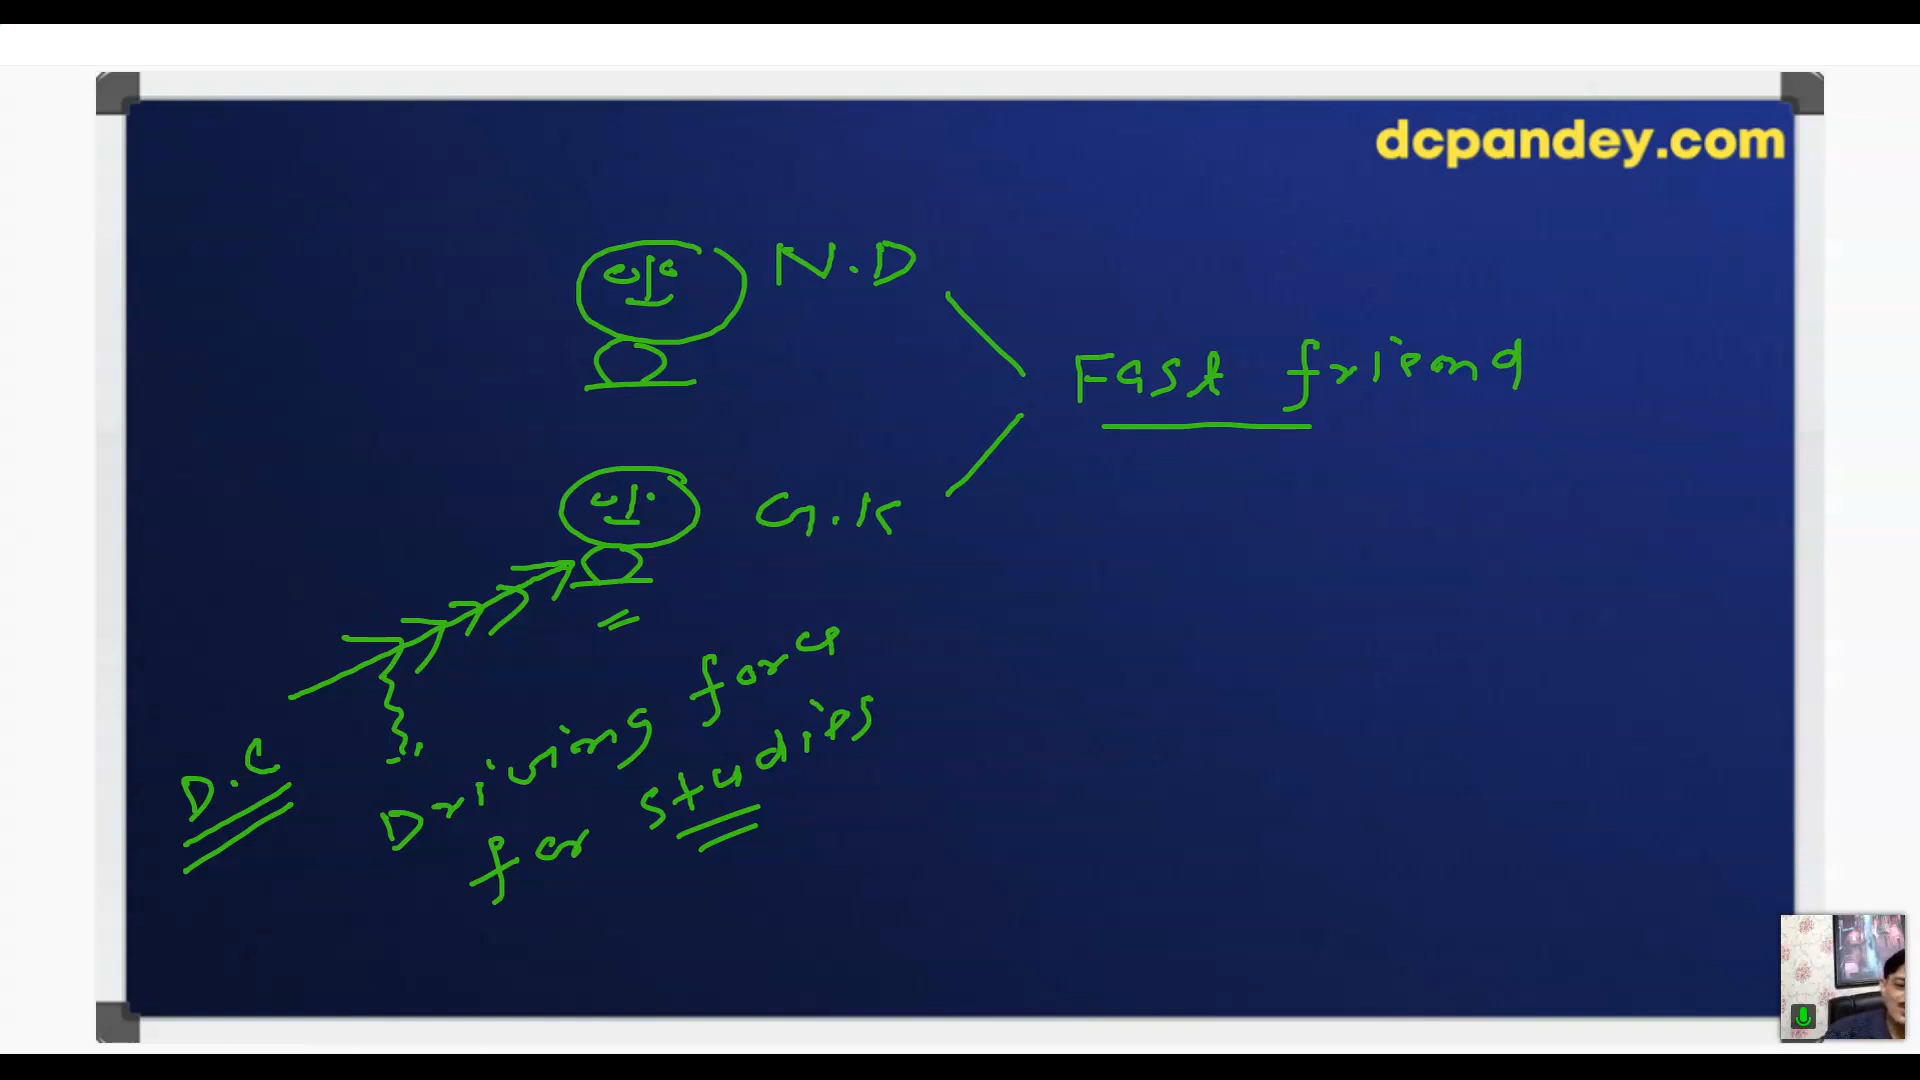 dcpandey.com
N.D
Fast friend
G.K
D.C
Driving force
for studies